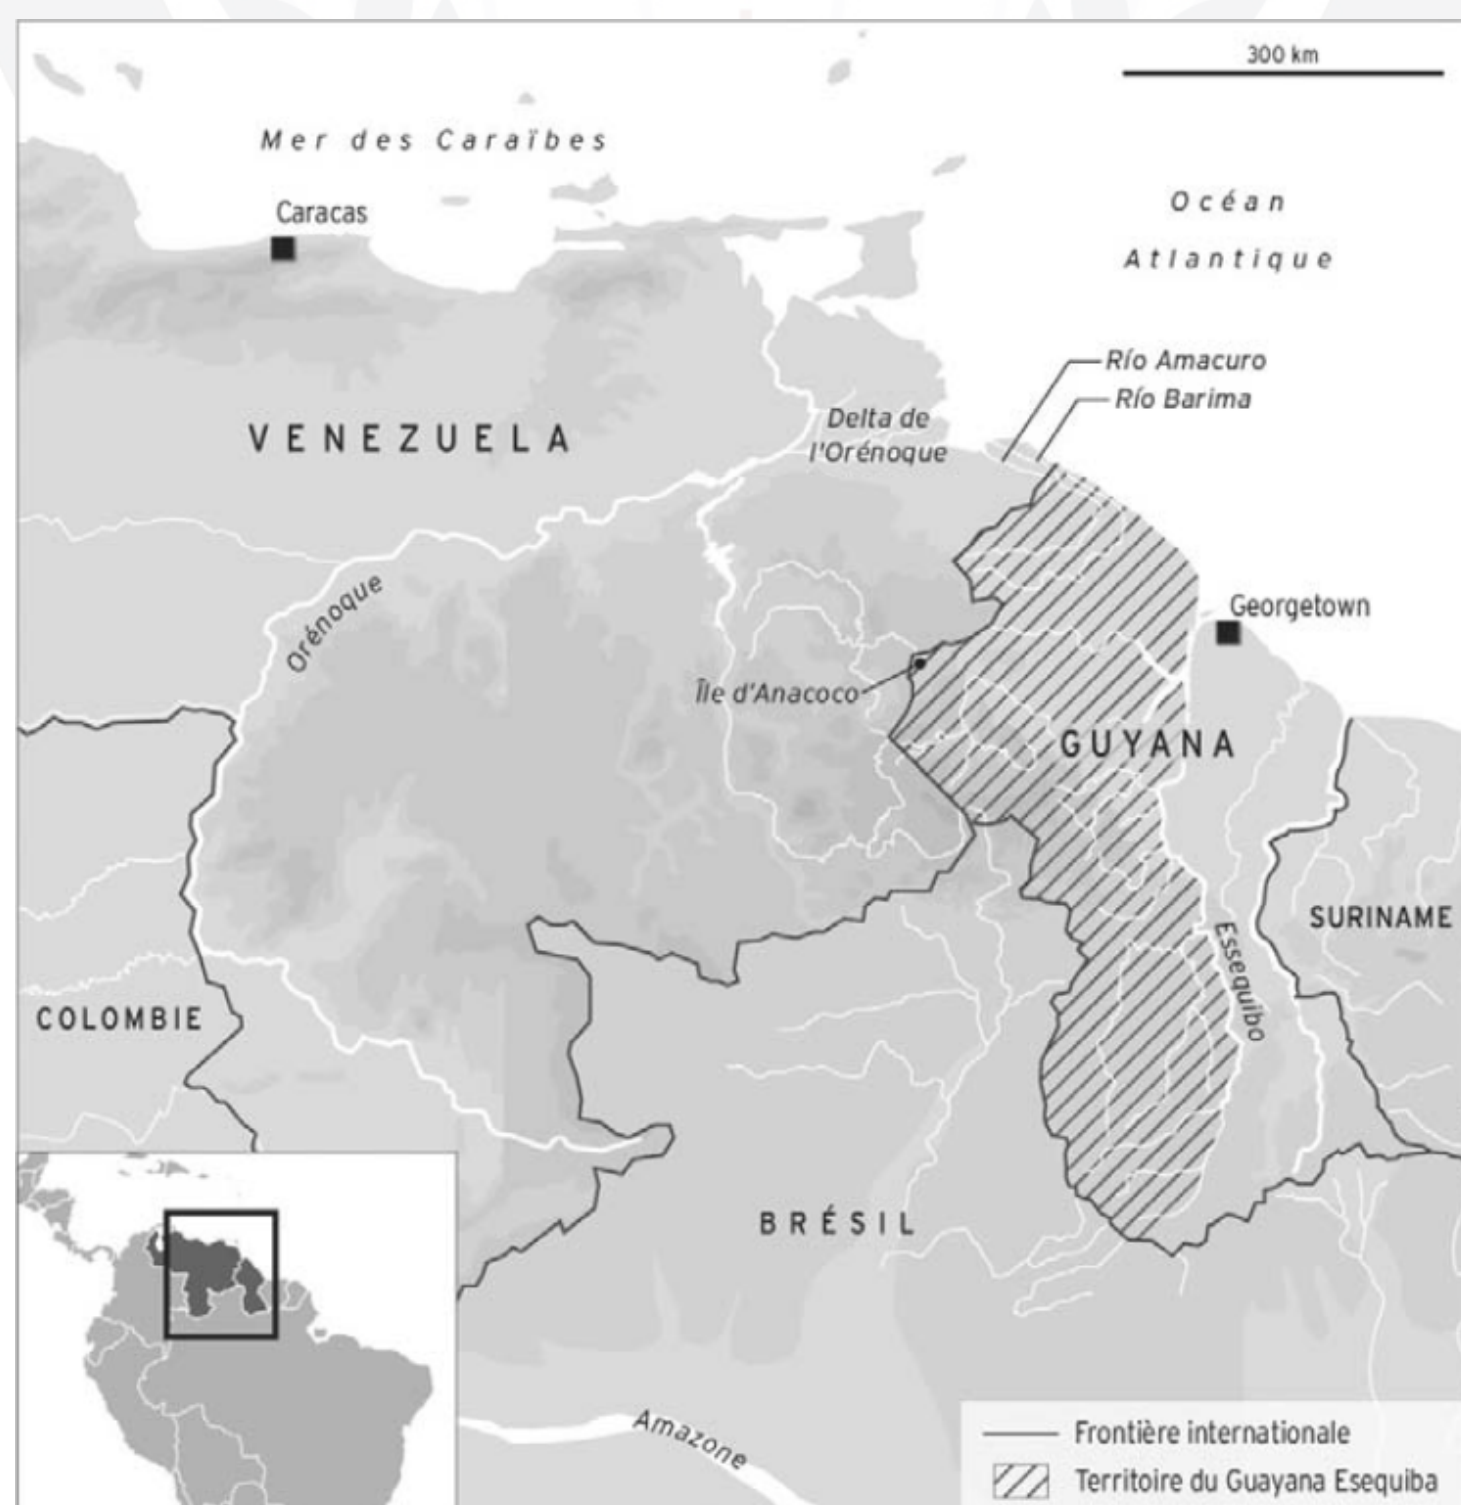 300 km
Mer des Caraïbes
Caracas
Océan
Atlantique
Río Amacuro
Río Barima
Delta de
l'Orénoque
VENEZUELA
Orénoque
Georgetown
Île d'Anacoco
GUYANA
SURINAME
Essequibo
COLOMBIE
BRÉSIL
Amazone
Frontière internationale
Territoire du Guayana Esequiba